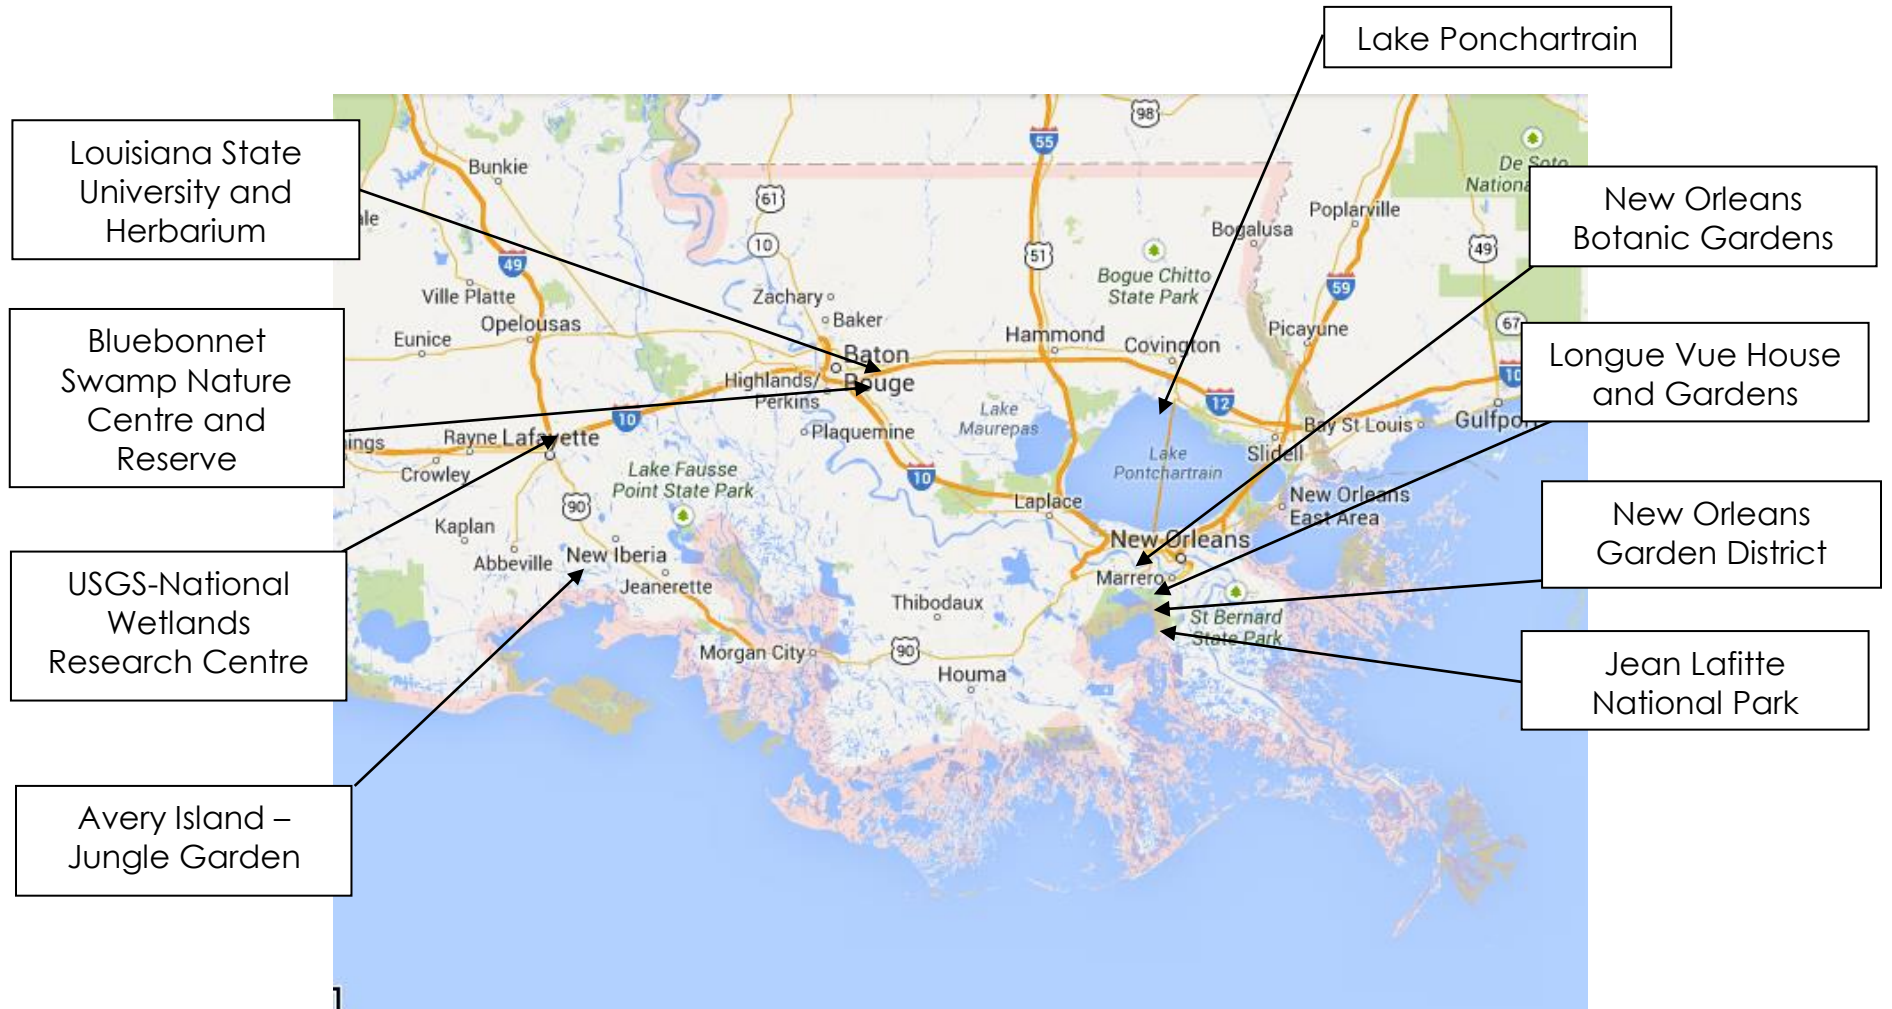 Lake Ponchartrain
Louisiana State
University and
Herbarium
Bluebonnet
Swamp Nature
Centre and
Reserve
USGS-National
Wetlands
Research Centre
Avery Island –
Jungle Garden
New Orleans
Botanic Gardens
Longue Vue House
and Gardens
New Orleans
Garden District
Jean Lafitte
National Park
98
55
Bunkie
De Soto
61
Poplarville
Bogalusa
10
51
49
49
Bogue Chitto
State Park
59
Ville Platte
Zachary
Opelousas
Baker
67
Eunice
Hammond
Covington
Picayune
Baton
Rouge
Highlands/
Perkins
10
12
10
Lake
Maurepas
Bay St Louis
Rayne
Lafayette
Plaquemine
Crowley
Lake
Pontchartrain
Slidell
Lake Fausse
Point State Park
10
90
Laplace
New Orleans
East Area
Kaplan
New Orleans
Abbeville
New Iberia
Jeanerette
Marrero
Thibodaux
St Bernard
State Park
Morgan City
90
Houma